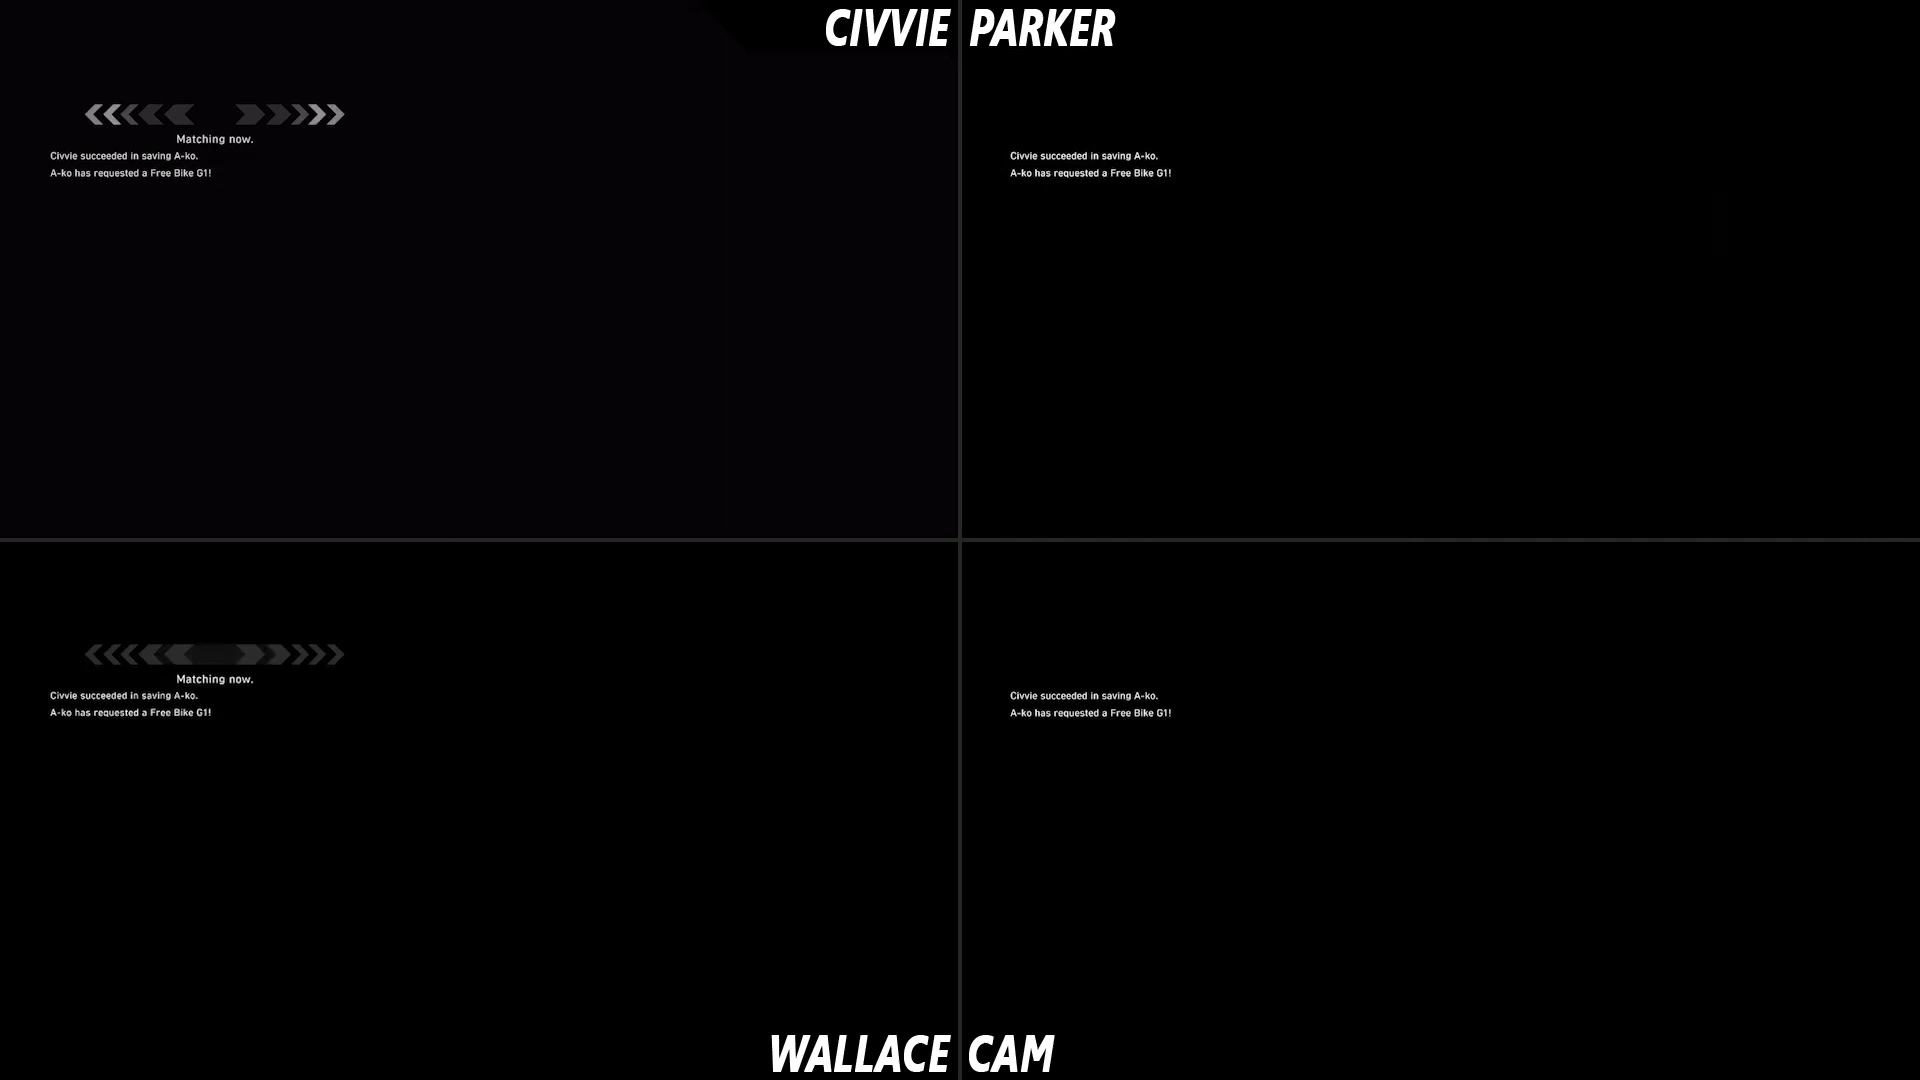 CIVVIE
Matching now.
Civvie succeeded in saving A-ko.
A-ko has requested a Free Bike G1!
PARKER
Civvie succeeded in saving A-ko.
A-ko has requested a Free Bike G1!
Matching now.
Civvie succeeded in saving A-ko.
A-ko has requested a Free Bike G1!
WALLACE
Civvie succeeded in saving A-ko.
A-ko has requested a Free Bike G1!
CAM